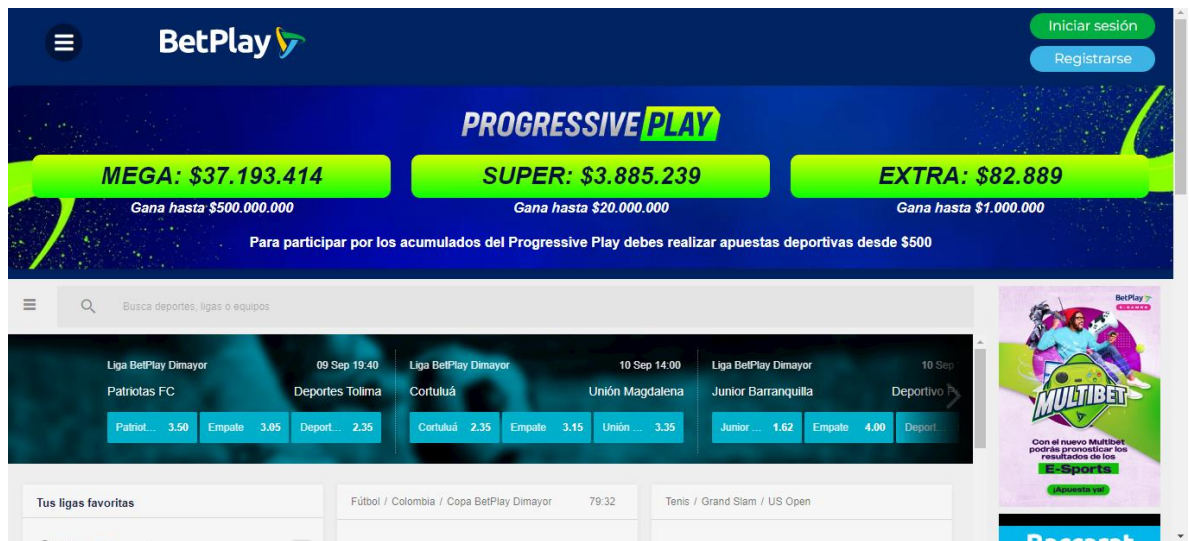 BetPlay
Iniciar sesión
Registrarse
PROGRESSIVE PLAY
MEGA: $37.193.414
SUPER: $3.885.239
EXTRA: $82.889
Gana hasta $500.000.000
Gana hasta $20.000.000
Gana hasta $1.000.000
Para participar por los acumulados del Progressive Play debes realizar apuestas deportivas desde $500
Busca deportes, ligas o equipos
Liga BetPlay Dimayor 09 Sep 19:40
Patriotas FC Deportes Tolima
Patriot... 3.50 Empate 3.05 Deport... 2.35
Liga BetPlay Dimayor 10 Sep 14:00
Cortuluá Unión Magdalena
Cortuluá 2.35 Empate 3.15 Unión ... 3.35
Liga BetPlay Dimayor 10 Sep
Junior Barranquilla Deportivo
Junior ... 1.62 Empate 4.00 Deport...
BetPlay
MULTIBET
Con el nuevo Multibet
podrás pronosticar los
resultados de los
E-Sports
¡Apuesta ya!
Tus ligas favoritas
Fútbol / Colombia / Copa BetPlay Dimayor 79:32
Tenis / Grand Slam / US Open
Baccarat